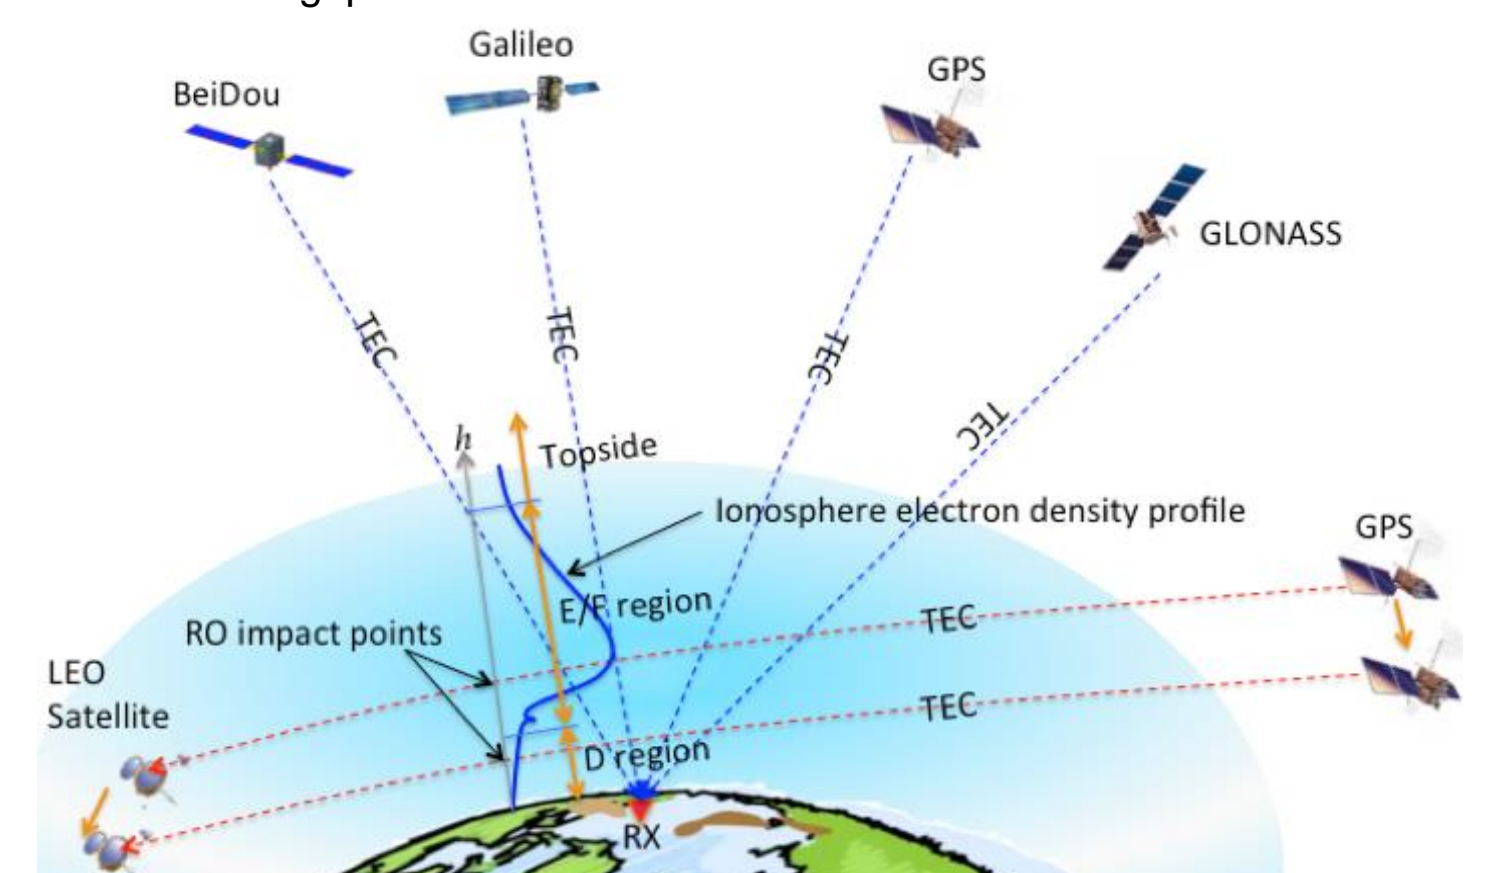 Galileo
GPS
BeiDou
GLONASS
TEC
TEC
TEC
TEC
h
Topside
Ionosphere electron density profile
GPS
E/F region
TEC
RO impact points
LEO
Satellite
TEC
D region
RX